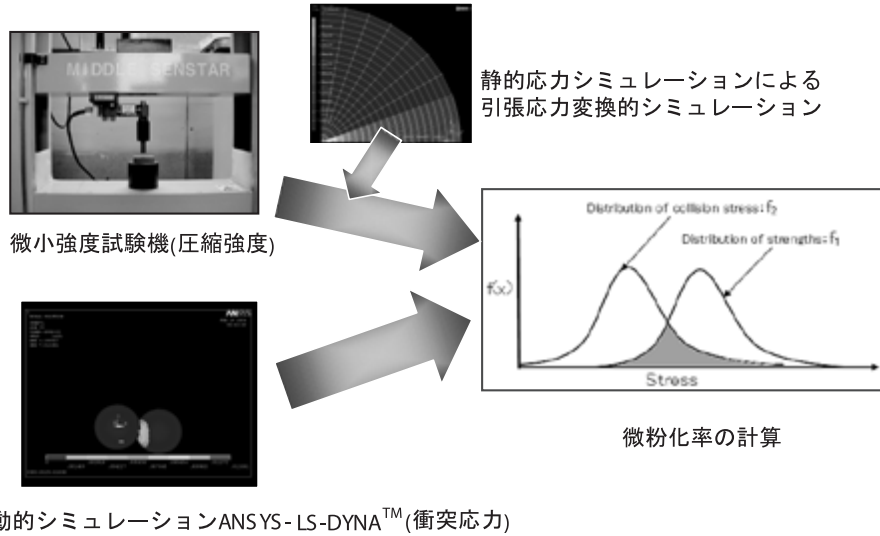 MIDDLE SENSTAR
静的応力シミュレーションによる
引張応力変換的シミュレーション
微小強度試験機(圧縮強度)
Distribution of collision stress:f2
Distribution of strengths:f1
f(x)
Stress
ANSYS
微粉化率の計算
動的シミュレーションANSYS-LS-DYNA™(衝突応力)